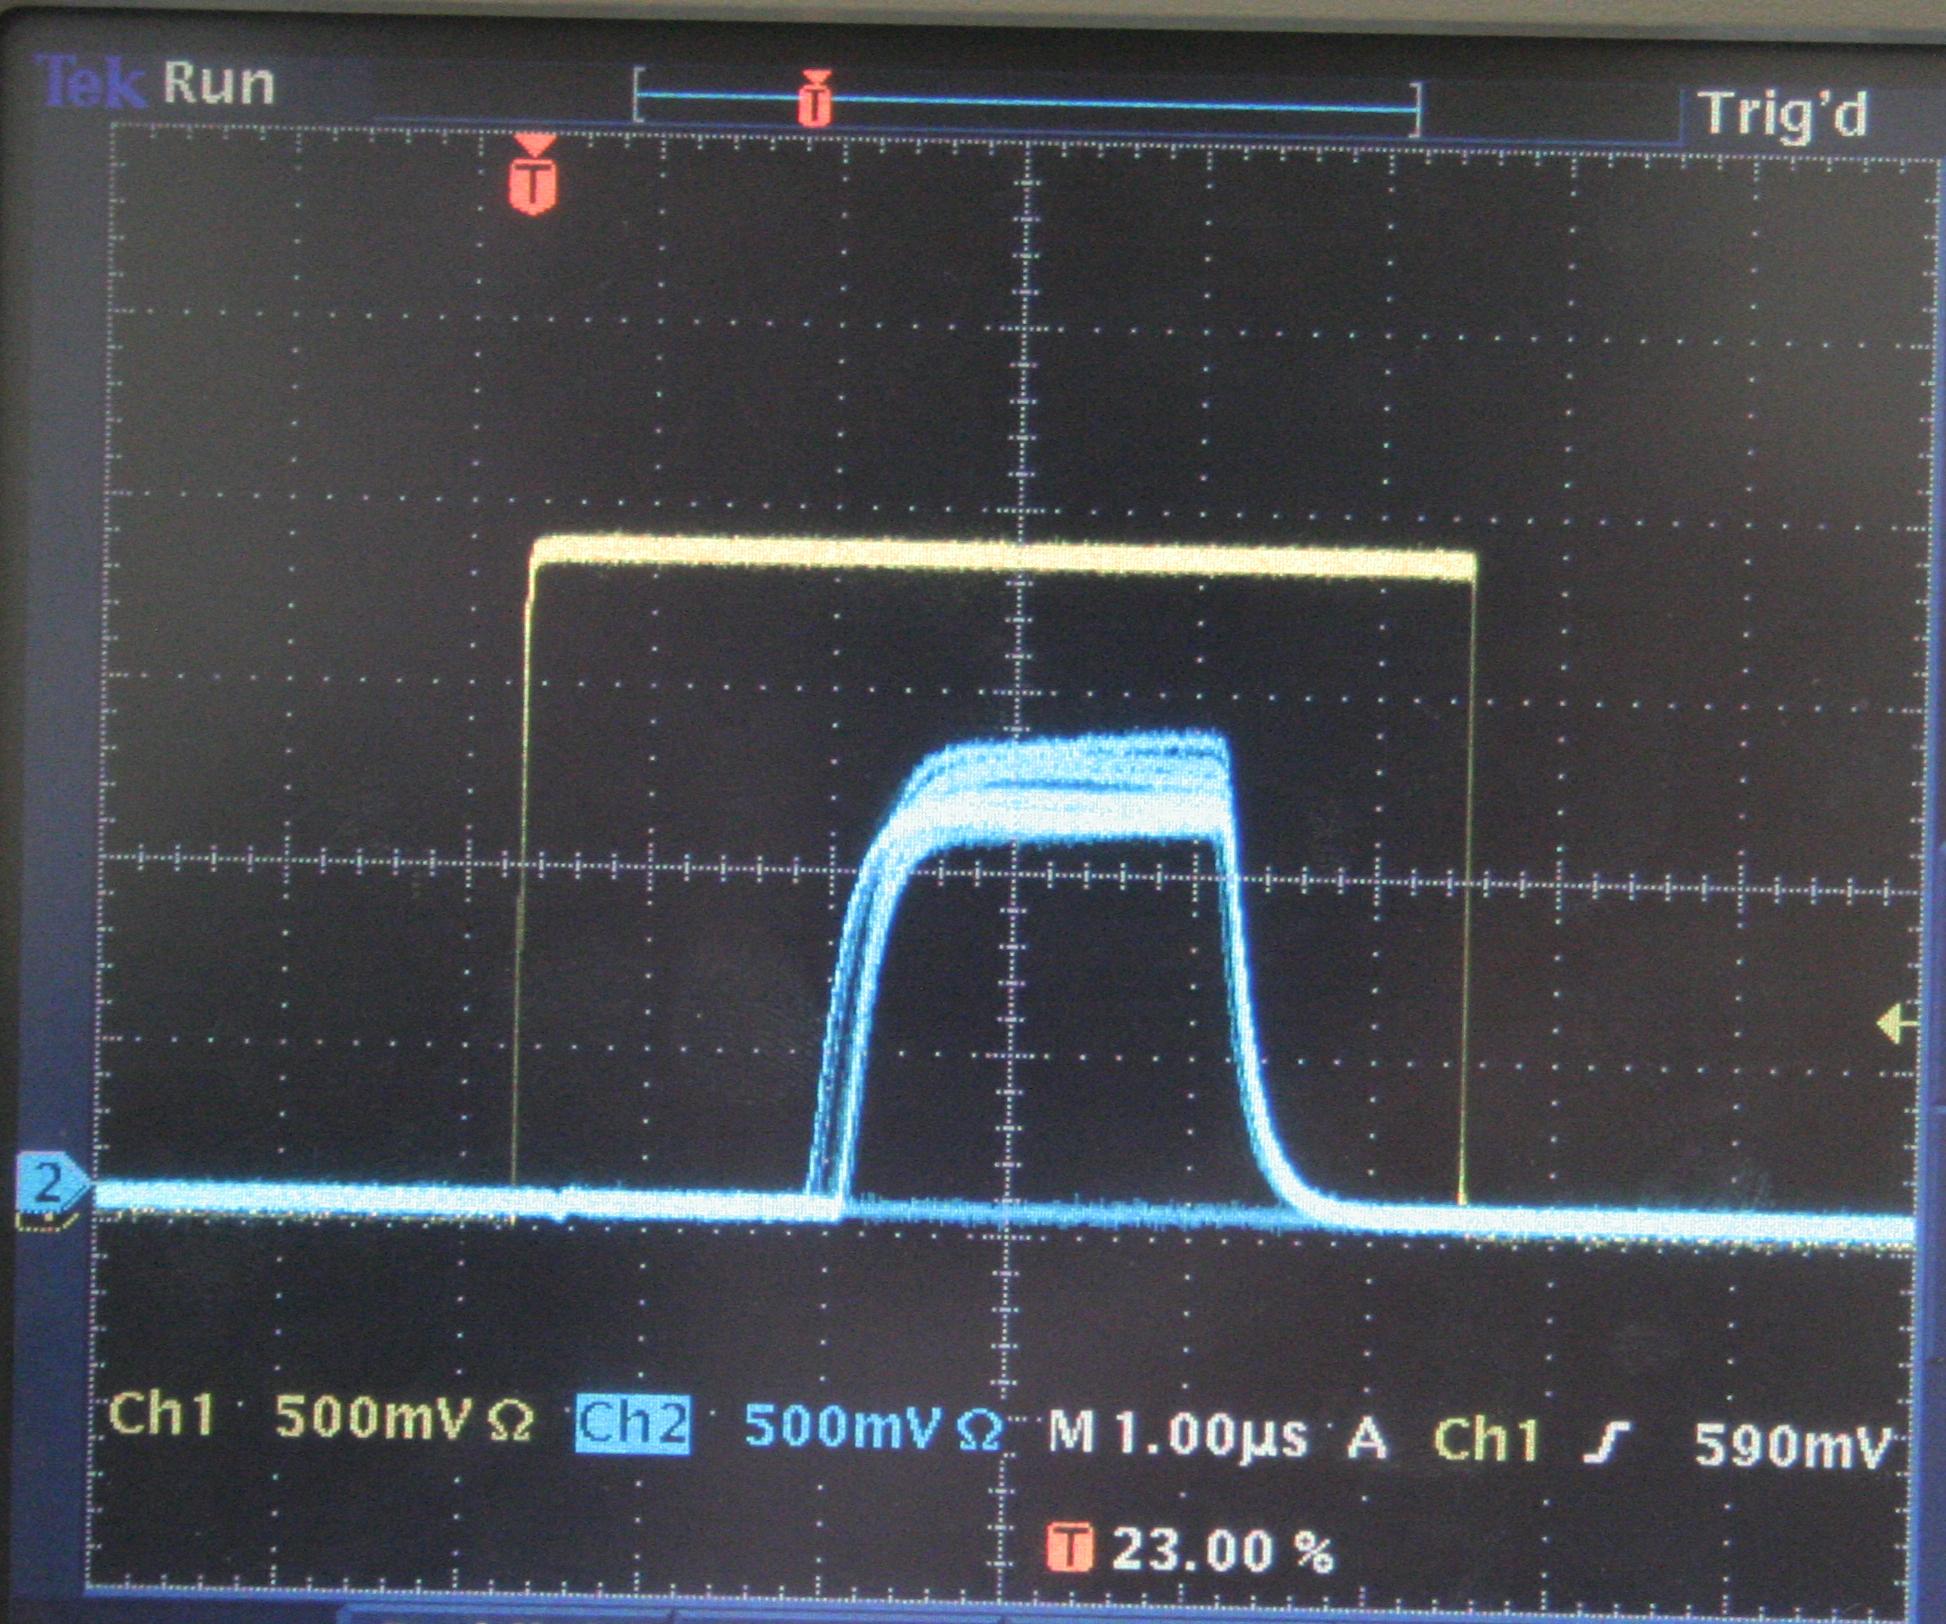 Tek Run
Trig'd
T
T
2
Ch1 500mV Ω Ch2 500mV Ω M 1.00µs A Ch1 ʃ 590mV
T 23.00 %